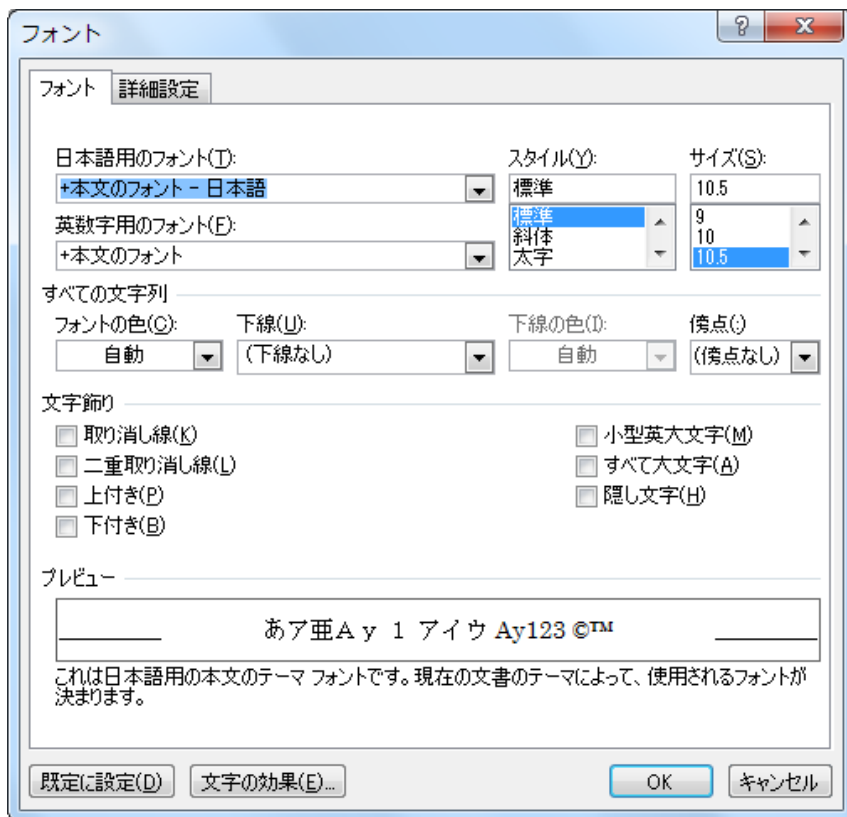 フォント
フォント 詳細設定
日本語用のフォント(T): スタイル(Y): サイズ(S):
+本文のフォント - 日本語 標準 10.5
英数字用のフォント(F): 標準 9
+本文のフォント 斜体 10
太字 10.5
すべての文字列
フォントの色(C): 下線(U): 下線の色(I): 傍点(:)
自動 (下線なし) 自動 (傍点なし)
文字飾り
取り消し線(K) 小型英大文字(M)
二重取り消し線(L) すべて大文字(A)
上付き(P) 隠し文字(H)
下付き(B)
プレビュー
あア亜Ay 1 アイウ Ay123 ©™
これは日本語用の本文のテーマ フォントです。現在の文書のテーマによって、使用されるフォントが
決まります。
既定に設定(D) 文字の効果(E)... OK キャンセル